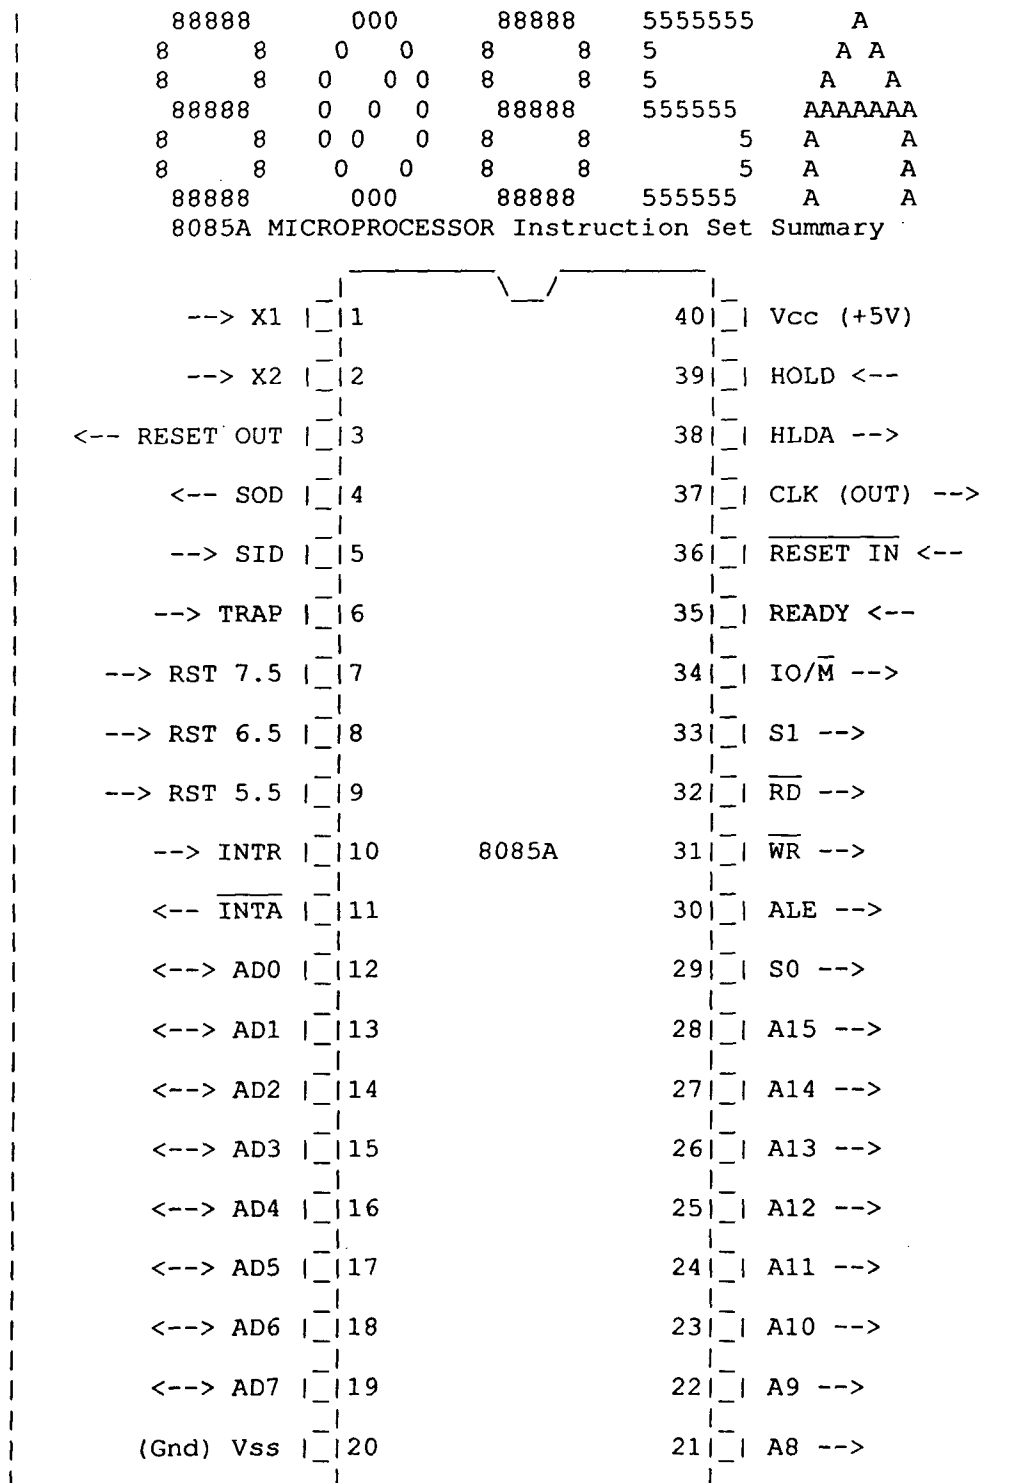 88888 000 88888 5555555 A
8 8 0 0 8 8 5 A A
8 8 0 0 0 8 8 5 A A
88888 0 0 0 88888 555555 AAAAAAA
8 8 0 0 0 8 8 5 A A
8 8 0 0 8 8 5 A A
88888 000 88888 555555 A A
8085A MICROPROCESSOR Instruction Set Summary
--> X1 |_|1 40|_| Vcc (+5V)
--> X2 |_|2 39|_| HOLD <--
<-- RESET OUT |_|3 38|_| HLDA -->
<-- SOD |_|4 37|_| CLK (OUT) -->
--> SID |_|5 36|_| RESET IN <--
--> TRAP |_|6 35|_| READY <--
--> RST 7.5 |_|7 34|_| IO/M -->
--> RST 6.5 |_|8 33|_| S1 -->
--> RST 5.5 |_|9 32|_| RD -->
--> INTR |_|10 8085A 31|_| WR -->
<-- INTA |_|11 30|_| ALE -->
<--> AD0 |_|12 29|_| S0 -->
<--> AD1 |_|13 28|_| A15 -->
<--> AD2 |_|14 27|_| A14 -->
<--> AD3 |_|15 26|_| A13 -->
<--> AD4 |_|16 25|_| A12 -->
<--> AD5 |_|17 24|_| A11 -->
<--> AD6 |_|18 23|_| A10 -->
<--> AD7 |_|19 22|_| A9 -->
(Gnd) Vss |_|20 21|_| A8 -->